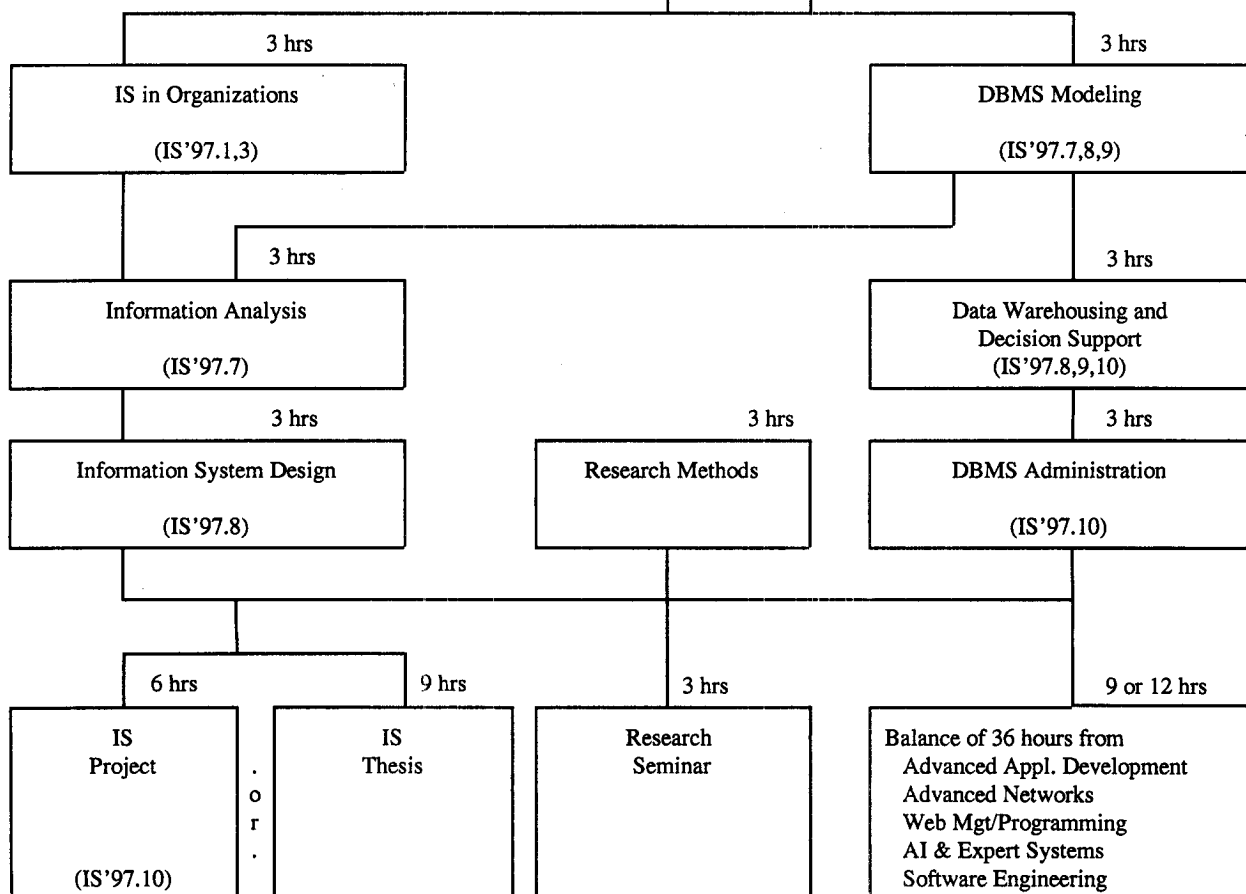 3 hrs
3 hrs
IS in Organizations
(IS'97.1,3)
DBMS Modeling
(IS'97.7,8,9)
3 hrs
3 hrs
Information Analysis
(IS'97.7)
Data Warehousing and
Decision Support
(IS'97.8,9,10)
3 hrs
3 hrs
3 hrs
Information System Design
(IS'97.8)
Research Methods
DBMS Administration
(IS'97.10)
6 hrs
9 hrs
3 hrs
9 or 12 hrs
IS
Project
(IS'97.10)
.
o
r
.
IS
Thesis
Research
Seminar
Balance of 36 hours from
Advanced Appl. Development
Advanced Networks
Web Mgt/Programming
AI & Expert Systems
Software Engineering